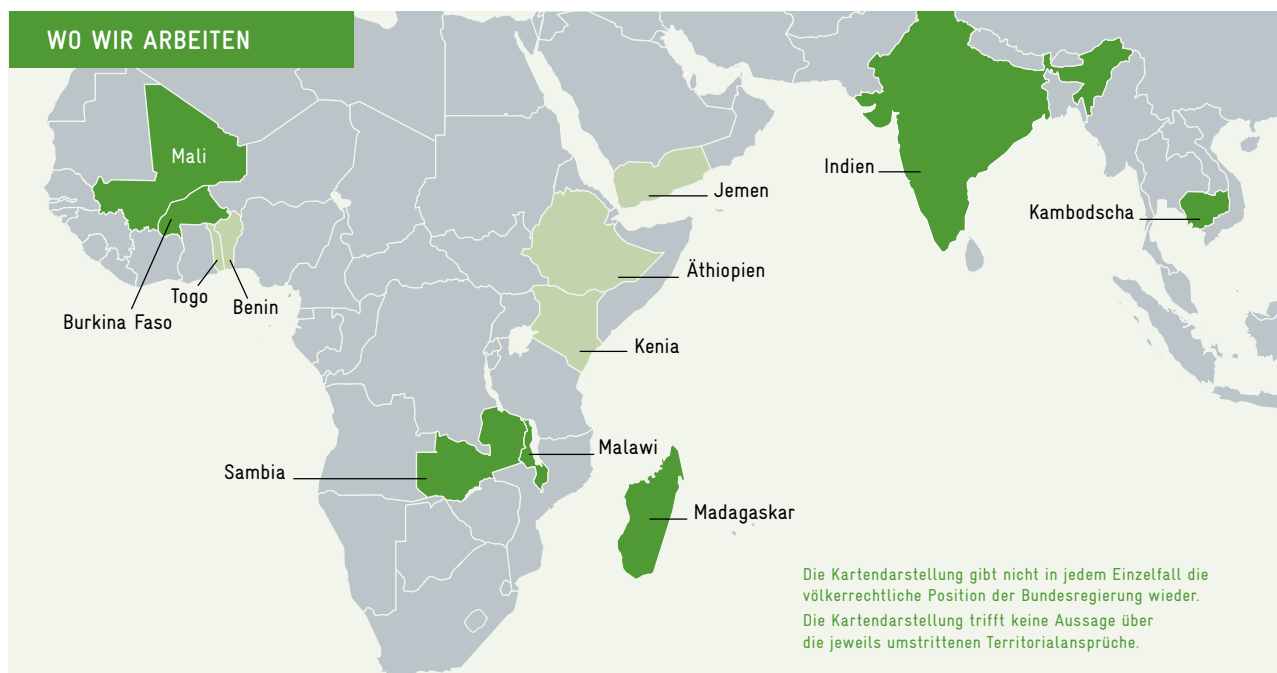 WO WIR ARBEITEN
Mali
Indien
Jemen
Kambodscha
Äthiopien
Togo
Benin
Burkina Faso
Kenia
Malawi
Sambia
Madagaskar
Die Kartendarstellung gibt nicht in jedem Einzelfall die
völkerrechtliche Position der Bundesregierung wieder.
Die Kartendarstellung trifft keine Aussage über
die jeweils umstrittenen Territorialansprüche.